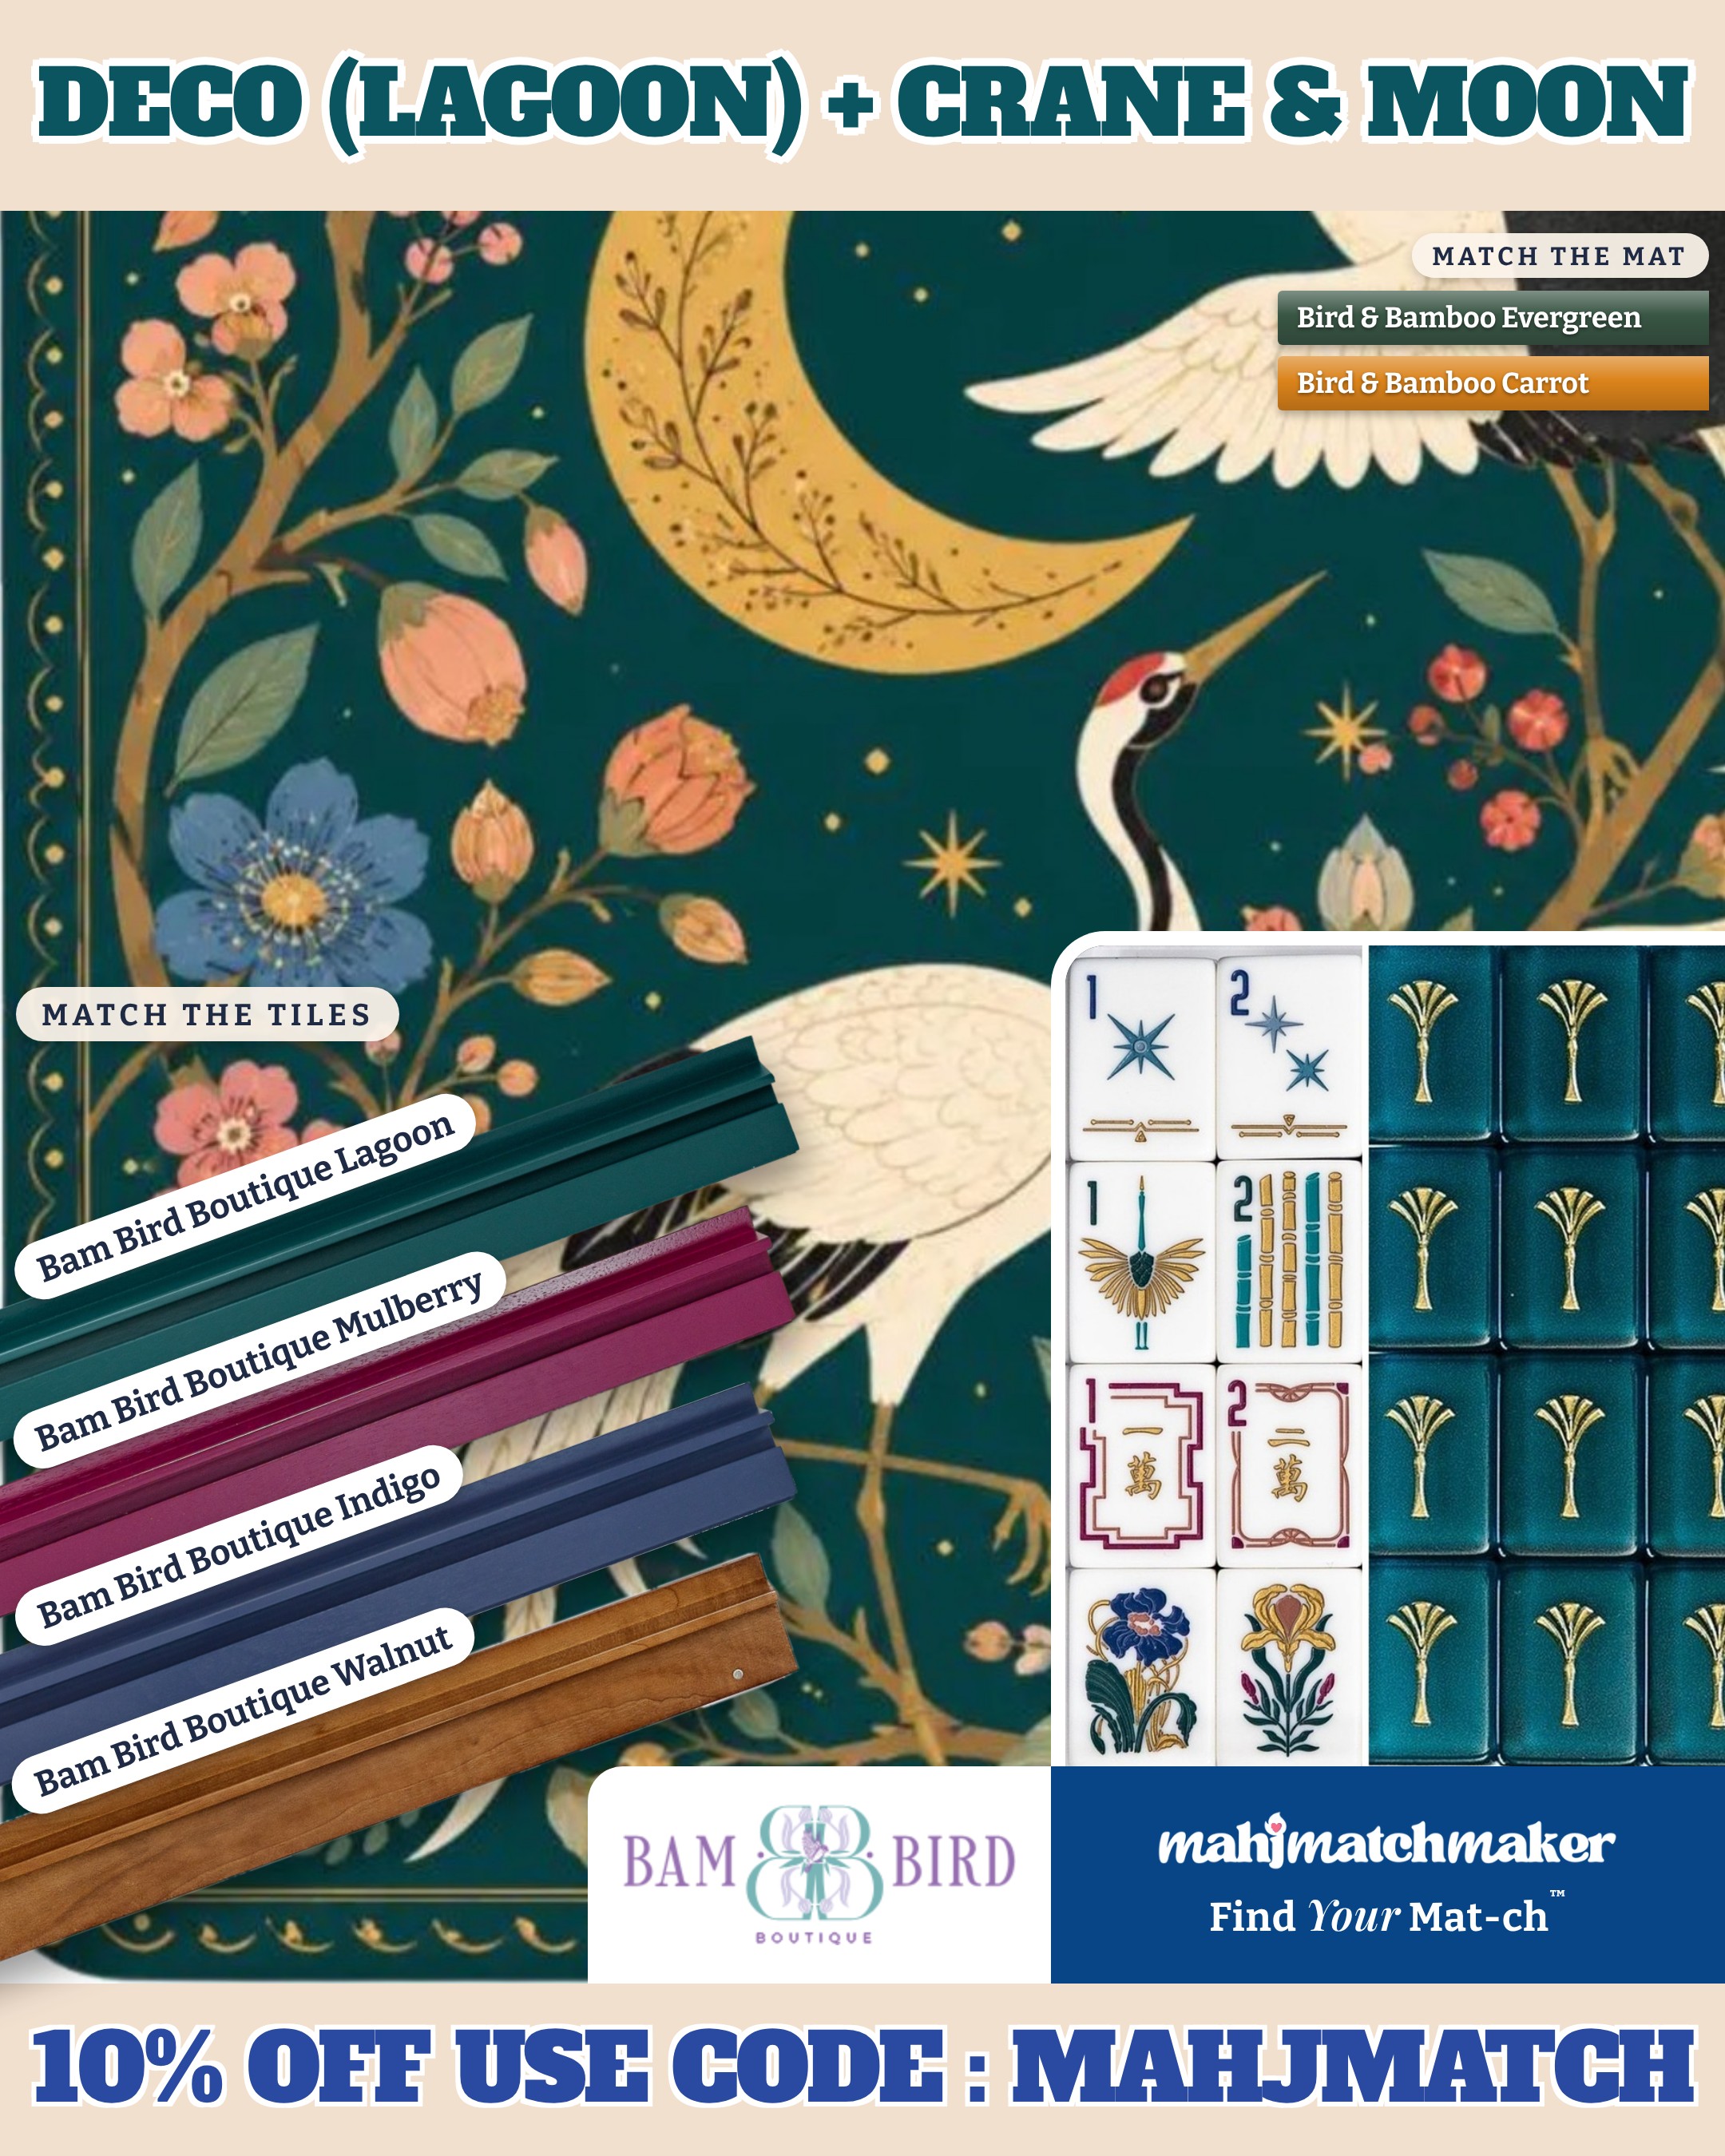 DECO (LAGOON) + CRANE & MOON
MATCH THE MAT
Bird & Bamboo Evergreen
Bird & Bamboo Carrot
MATCH THE TILES
Bam Bird Boutique Lagoon
Bam Bird Boutique Mulberry
Bam Bird Boutique Indigo
Bam Bird Boutique Walnut
1 2
1 2
1 2
一 二
萬 萬
BAM BIRD
BOUTIQUE
mahjmatchmaker
Find Your Mat-ch™
10% OFF USE CODE : MAHJMATCH